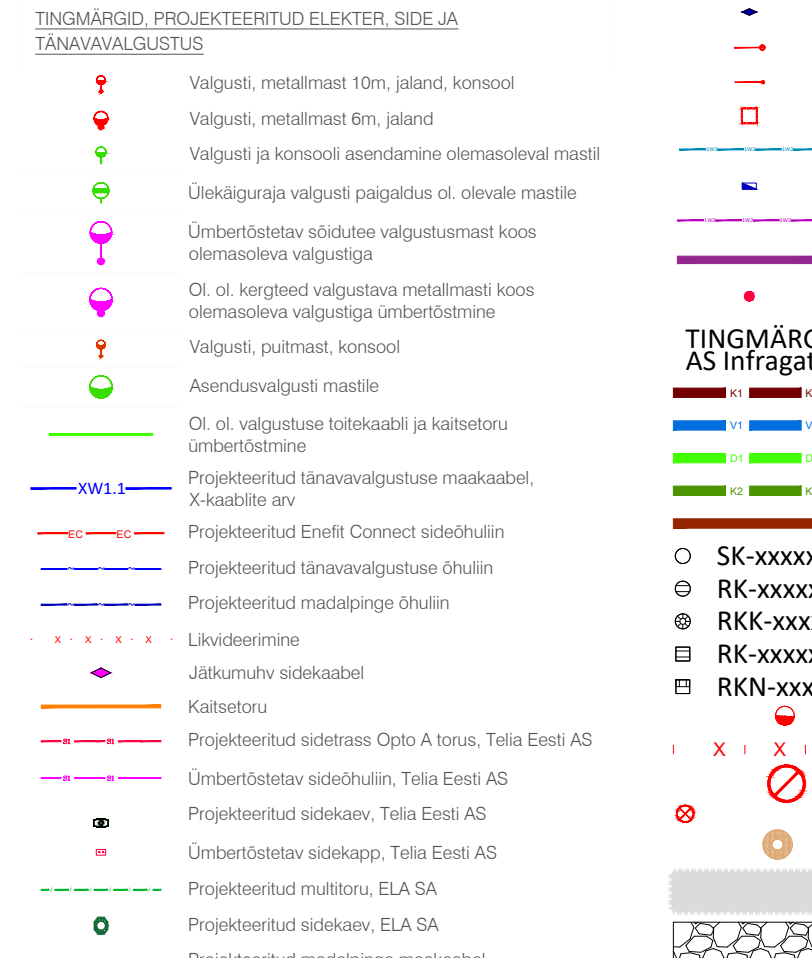 TINGMÄRGID, PROJEKTEERITUD ELEKTER, SIDE JA
TÄNAVAVALGUSTUS
Valgusti, metallmast 10m, jaland, konsool
Valgusti, metallmast 6m, jaland
Valgusti ja konsooli asendamine olemasoleval mastil
Ülekäiguraja valgusti paigaldus ol. olevale mastile
Ümbertõstetav sõidutee valgustusmast koos
olemasoleva valgustiga
Ol. ol. kergteed valgustava metallmasti koos
olemasoleva valgustiga ümbertõstmine
Valgusti, puitmast, konsool
Asendusvalgusti mastile
Ol. ol. valgustuse toitekaabli ja kaitsetoru
ümbertõstmine
XW1.1
Projekteeritud tänavavalgustuse maakaabel,
X-kaablite arv
EC EC Projekteeritud Enefit Connect sideõhuliin
Projekteeritud tänavavalgustuse õhuliin
Projekteeritud madalpinge õhuliin
X X X X Likvideerimine
Jätkumuhv sidekaabel
Kaitsetoru
Projekteeritud sidetrass Opto A torus, Telia Eesti AS
Ümbertõstetav sideõhuliin, Telia Eesti AS
Projekteeritud sidekaev, Telia Eesti AS
Ümbertõstetav sidekapp, Telia Eesti AS
Projekteeritud multitoru, ELA SA
Projekteeritud sidekaev, ELA SA
Projekteeritud madalpinge maakaabel
TINGMÄRG
AS Infragat
K1 K
V1 V
D1 D
K2 K
SK-xxxxx
RK-xxxxx
RKK-xxx
RK-xxxxx
RKN-xxx
X X